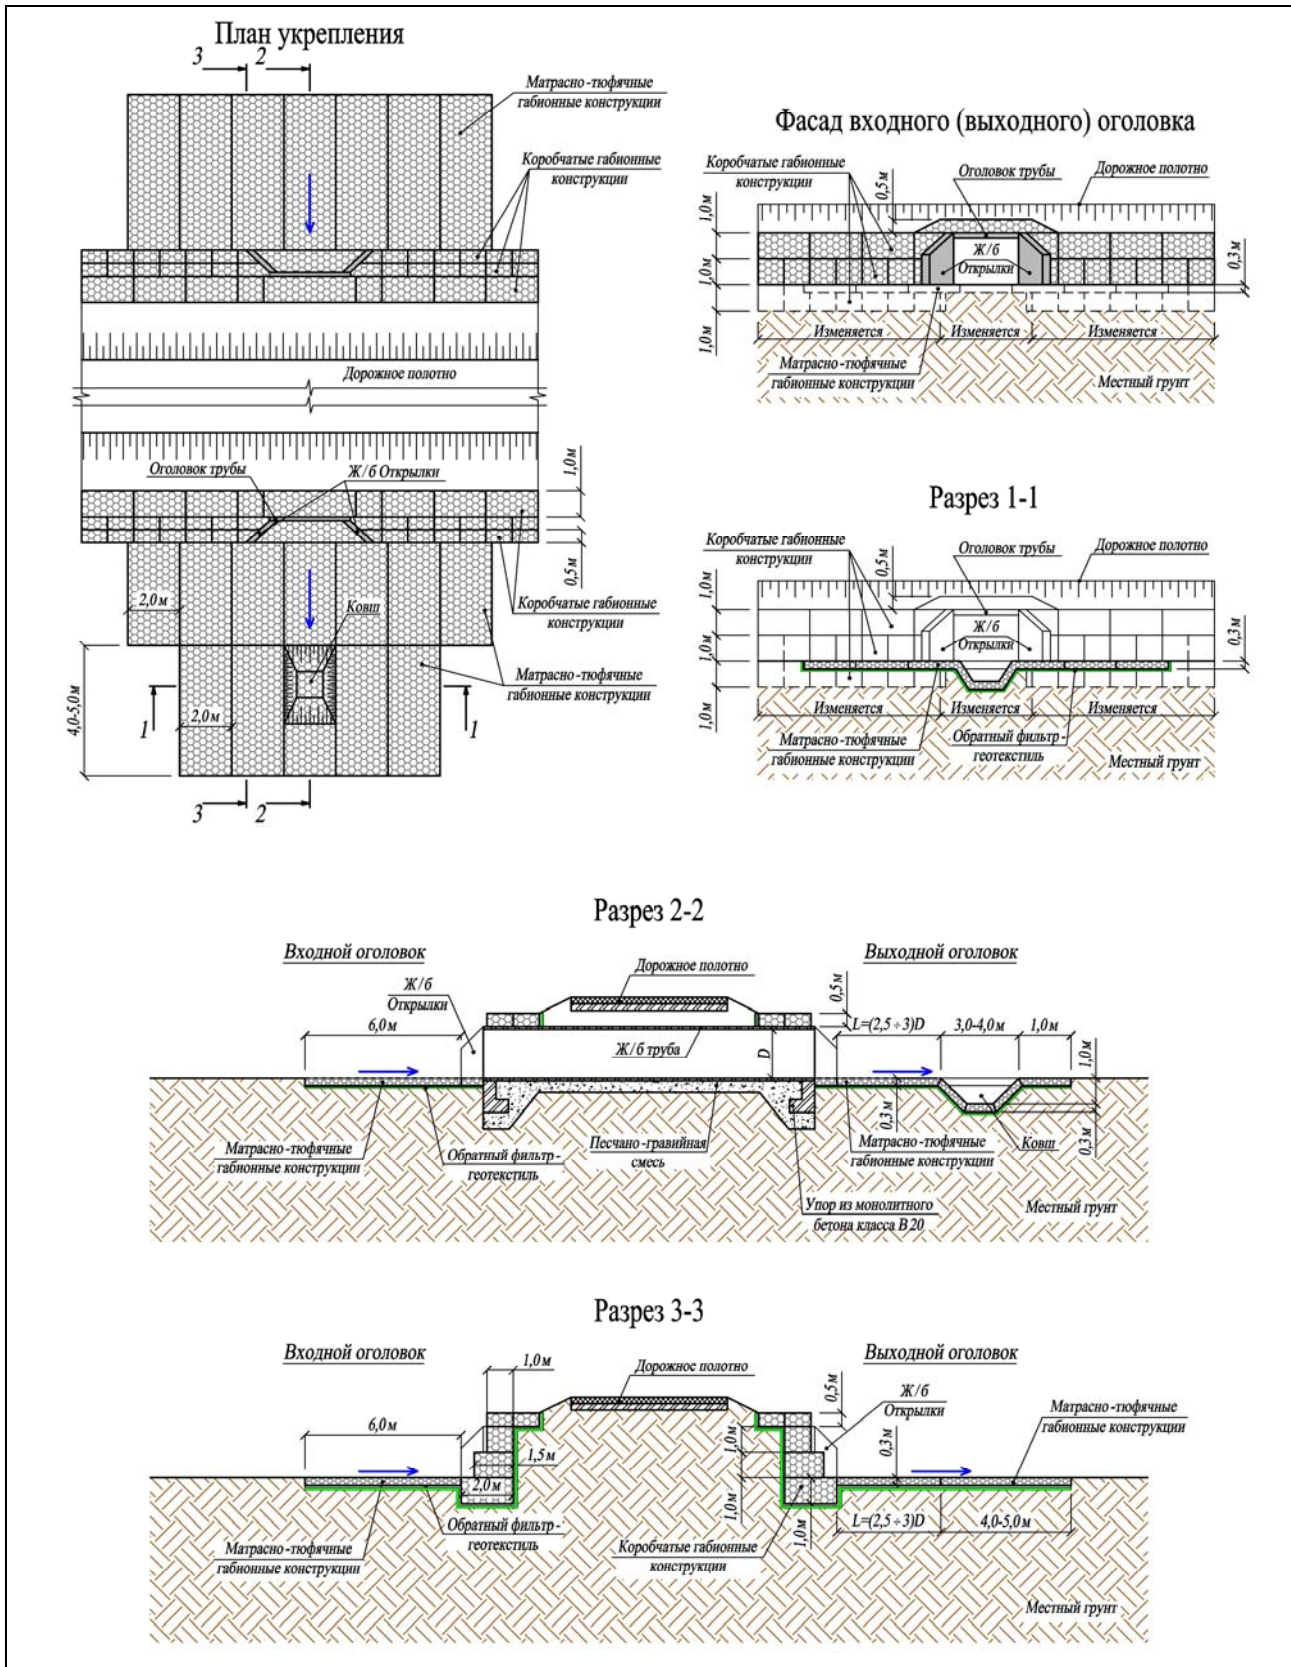 План укрепления
3
2
Матрасно-тюфячные
габионные конструкции
Коробчатые габионные
конструкции
Дорожное полотно
Оголовок трубы
Ж/б Открылки
1,0м
0,5м
2,0м
Ковш
Коробчатые габионные
конструкции
Матрасно-тюфячные
габионные конструкции
4,0-5,0м
2,0м
1
1
3
2
Фасад входного (выходного) оголовка
Коробчатые габионные
конструкции
0,5м
Оголовок трубы
Дорожное полотно
1,0м
Ж/б
Открылки
1,0м
0,3м
1,0м
Изменяется
Изменяется
Изменяется
Матрасно-тюфячные
габионные конструкции
Местный грунт
Разрез 1-1
Коробчатые габионные
конструкции
0,5м
Оголовок трубы
Дорожное полотно
1,0м
Ж/б
Открылки
1,0м
0,3м
1,0м
Изменяется
Изменяется
Изменяется
Матрасно-тюфячные
габионные конструкции
Обратный фильтр-
геотекстиль
Местный грунт
Разрез 2-2
Входной оголовок
Выходной оголовок
Ж/б
Открылки
Дорожное полотно
0,5м
6,0м
L=(2,5÷3)D
3,0-4,0м
1,0м
Ж/б труба
D
1,0м
0,3м
0,3м
Матрасно-тюфячные
габионные конструкции
Обратный фильтр-
геотекстиль
Песчано-гравийная
смесь
Матрасно-тюфячные
габионные конструкции
Ковш
Упор из монолитного
бетона класса В20
Местный грунт
Разрез 3-3
Входной оголовок
Выходной оголовок
1,0м
Дорожное полотно
0,5м
Ж/б
Открылки
Матрасно-тюфячные
габионные конструкции
6,0м
1,0м
1,5м
0,3м
2,0м
1,0м
1,0м
L=(2,5÷3)D
4,0-5,0м
Матрасно-тюфячные
габионные конструкции
Обратный фильтр-
геотекстиль
Коробчатые габионные
конструкции
Местный грунт